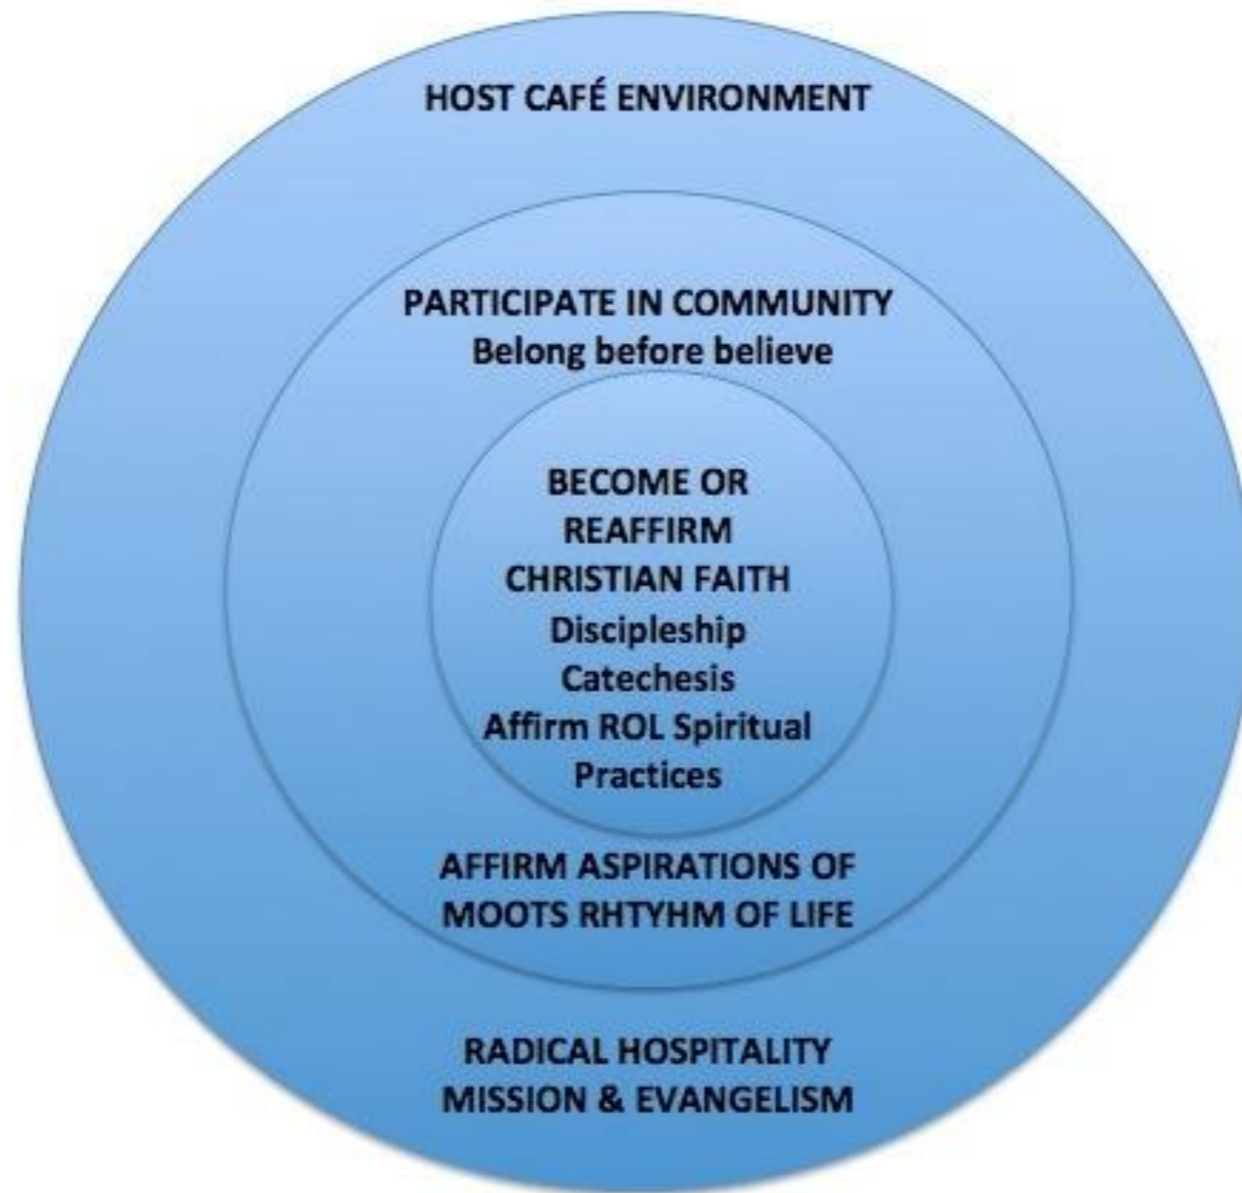 HOST CAFÉ ENVIRONMENT
PARTICIPATE IN COMMUNITY
Belong before believe
BECOME OR
REAFFIRM
CHRISTIAN FAITH
Discipleship
Catechesis
Affirm ROL Spiritual
Practices
AFFIRM ASPIRATIONS OF
MOOTS RHTYHM OF LIFE
RADICAL HOSPITALITY
MISSION & EVANGELISM